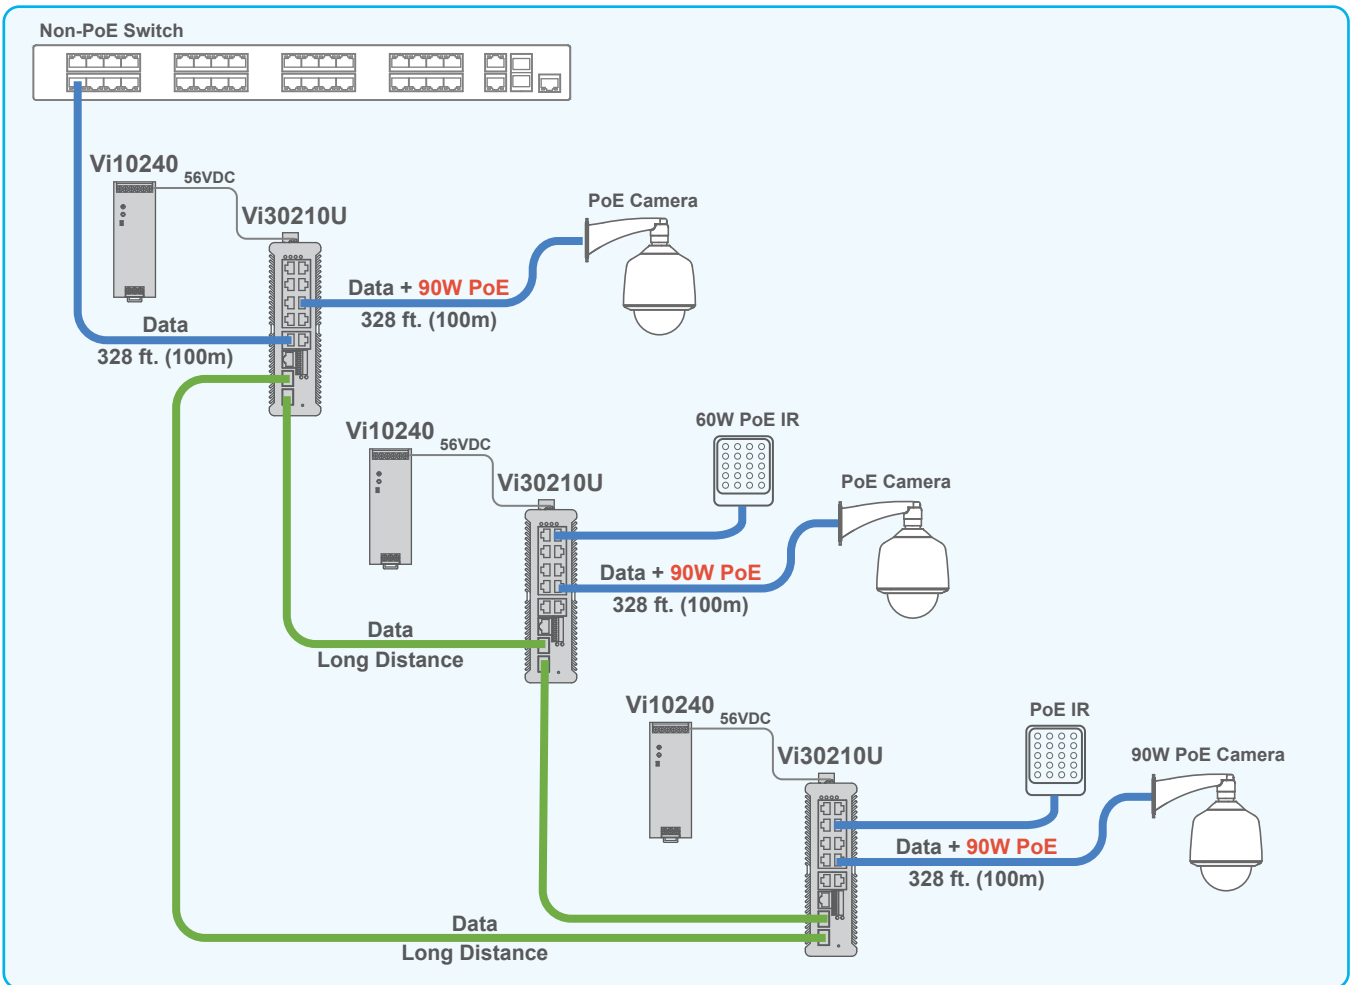 Non-PoE Switch
Vi10240
56VDC
Vi30210U
PoE Camera
Data + 90W PoE
328 ft. (100m)
Data
328 ft. (100m)
Vi10240
56VDC
Vi30210U
60W PoE IR
PoE Camera
Data + 90W PoE
328 ft. (100m)
Data
Long Distance
Vi10240
56VDC
Vi30210U
PoE IR
90W PoE Camera
Data + 90W PoE
328 ft. (100m)
Data
Long Distance